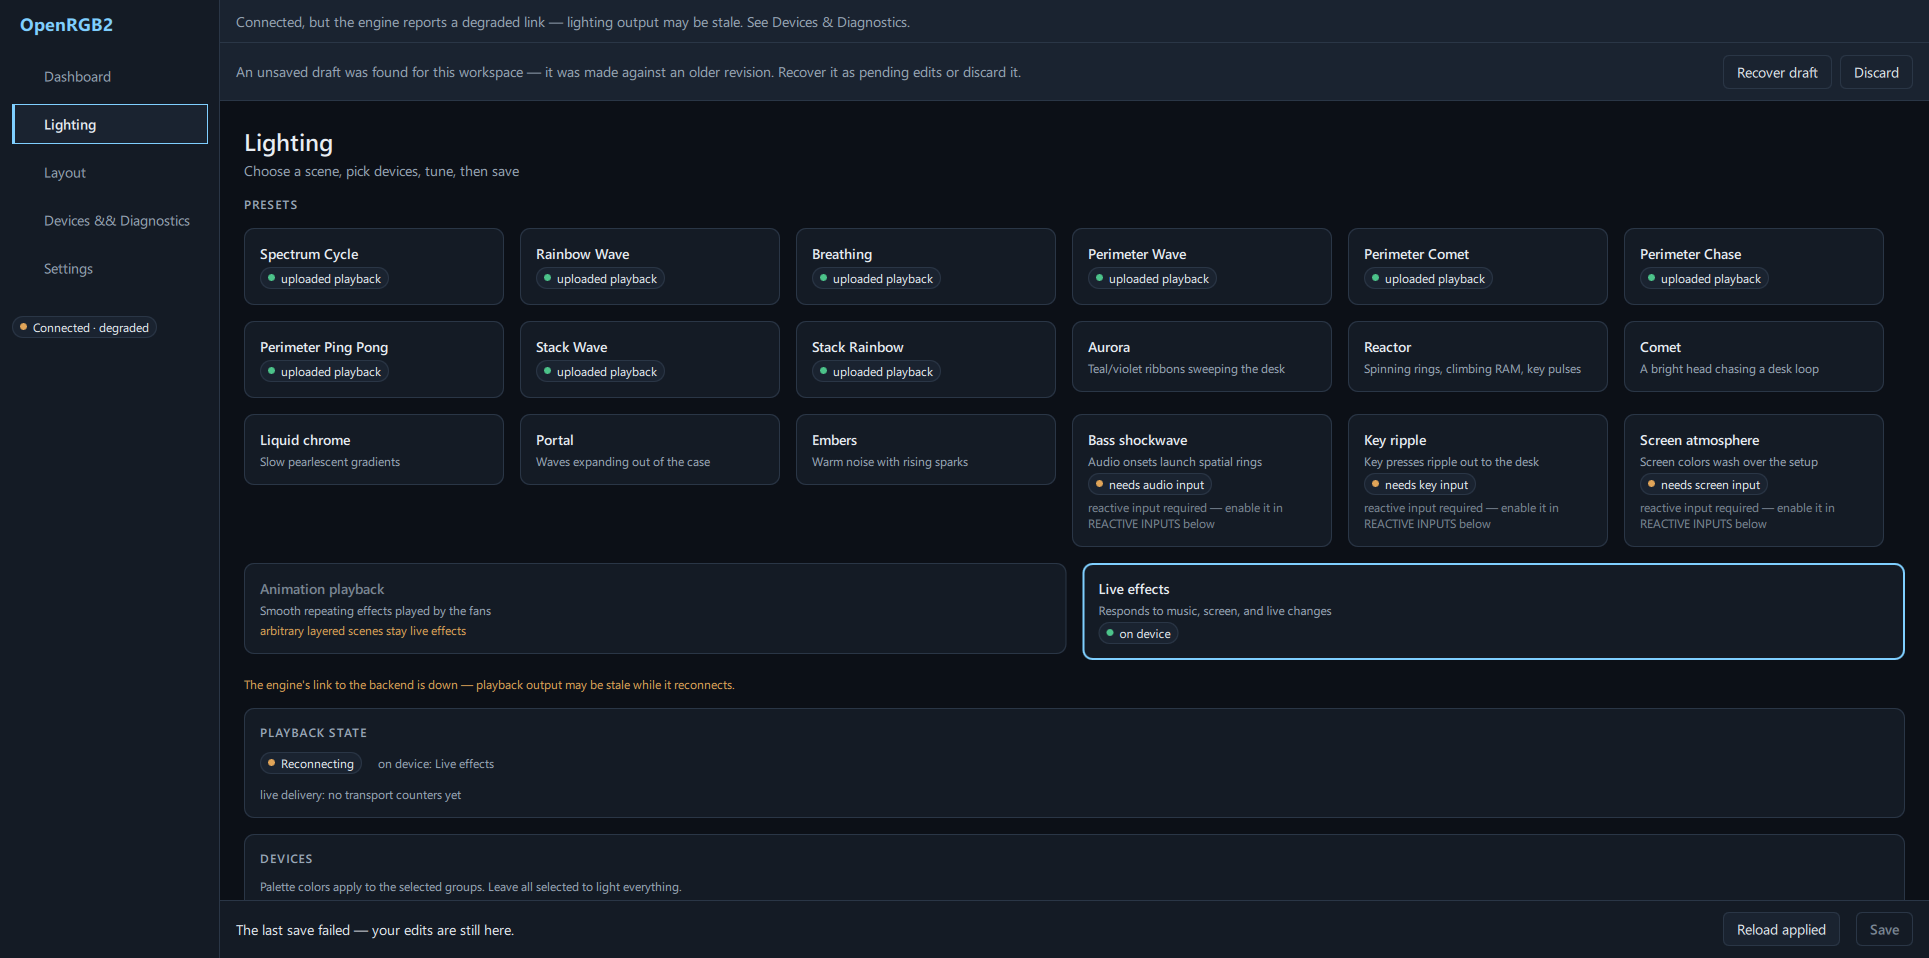 OpenRGB2
Dashboard
Lighting
Layout
Devices && Diagnostics
Settings
Connected · degraded
Connected, but the engine reports a degraded link — lighting output may be stale. See Devices & Diagnostics.
An unsaved draft was found for this workspace — it was made against an older revision. Recover it as pending edits or discard it.
Recover draft
Discard
Lighting
Choose a scene, pick devices, tune, then save
PRESETS
Spectrum Cycle
uploaded playback
Rainbow Wave
uploaded playback
Breathing
uploaded playback
Perimeter Wave
uploaded playback
Perimeter Comet
uploaded playback
Perimeter Chase
uploaded playback
Perimeter Ping Pong
uploaded playback
Stack Wave
uploaded playback
Stack Rainbow
uploaded playback
Aurora
Teal/violet ribbons sweeping the desk
Reactor
Spinning rings, climbing RAM, key pulses
Comet
A bright head chasing a desk loop
Liquid chrome
Slow pearlescent gradients
Portal
Waves expanding out of the case
Embers
Warm noise with rising sparks
Bass shockwave
Audio onsets launch spatial rings
needs audio input
reactive input required — enable it in
REACTIVE INPUTS below
Key ripple
Key presses ripple out to the desk
needs key input
reactive input required — enable it in
REACTIVE INPUTS below
Screen atmosphere
Screen colors wash over the setup
needs screen input
reactive input required — enable it in
REACTIVE INPUTS below
Animation playback
Smooth repeating effects played by the fans
arbitrary layered scenes stay live effects
Live effects
Responds to music, screen, and live changes
on device
The engine's link to the backend is down — playback output may be stale while it reconnects.
PLAYBACK STATE
Reconnecting
on device: Live effects
live delivery: no transport counters yet
DEVICES
Palette colors apply to the selected groups. Leave all selected to light everything.
The last save failed — your edits are still here.
Reload applied
Save